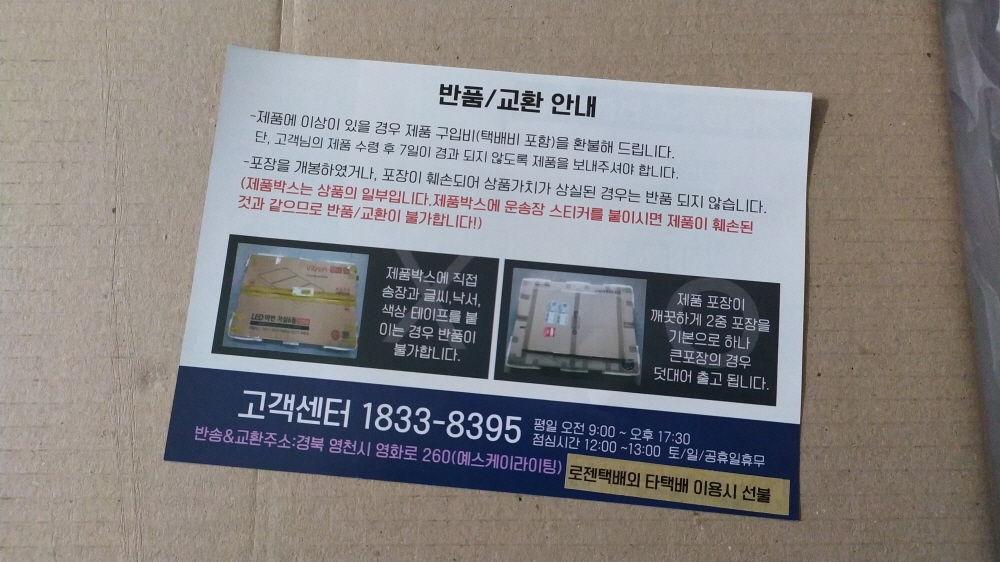 반품/교환 안내
-제품에 이상이 있을 경우 제품 구입비(택배비 포함)을 환불해 드립니다.
단, 고객님의 제품 수령 후 7일이 경과 되지 않도록 제품을 보내주셔야 합니다.
-포장을 개봉하였거나, 포장이 훼손되어 상품가치가 상실된 경우는 반품 되지 않습니다.
(제품박스는 상품의 일부입니다.제품박스에 운송장 스티커를 붙이시면 제품이 훼손된
것과 같으므로 반품/교환이 불가합니다!)
제품박스에 직접
송장과 글씨,낙서,
색상 테이프를 붙
이는 경우 반품이
불가합니다.
제품 포장이
깨끗하게 2중 포장을
기본으로 하나
큰포장의 경우
덧대어 출고 됩니다.
고객센터 1833-8395
평일 오전 9:00 ~ 오후 17:30
점심시간 12:00 ~13:00 토/일/공휴일휴무
반송&교환주소:경북 영천시 영화로 260(예스케이라이팅)
로젠택배외 타택배 이용시 선불